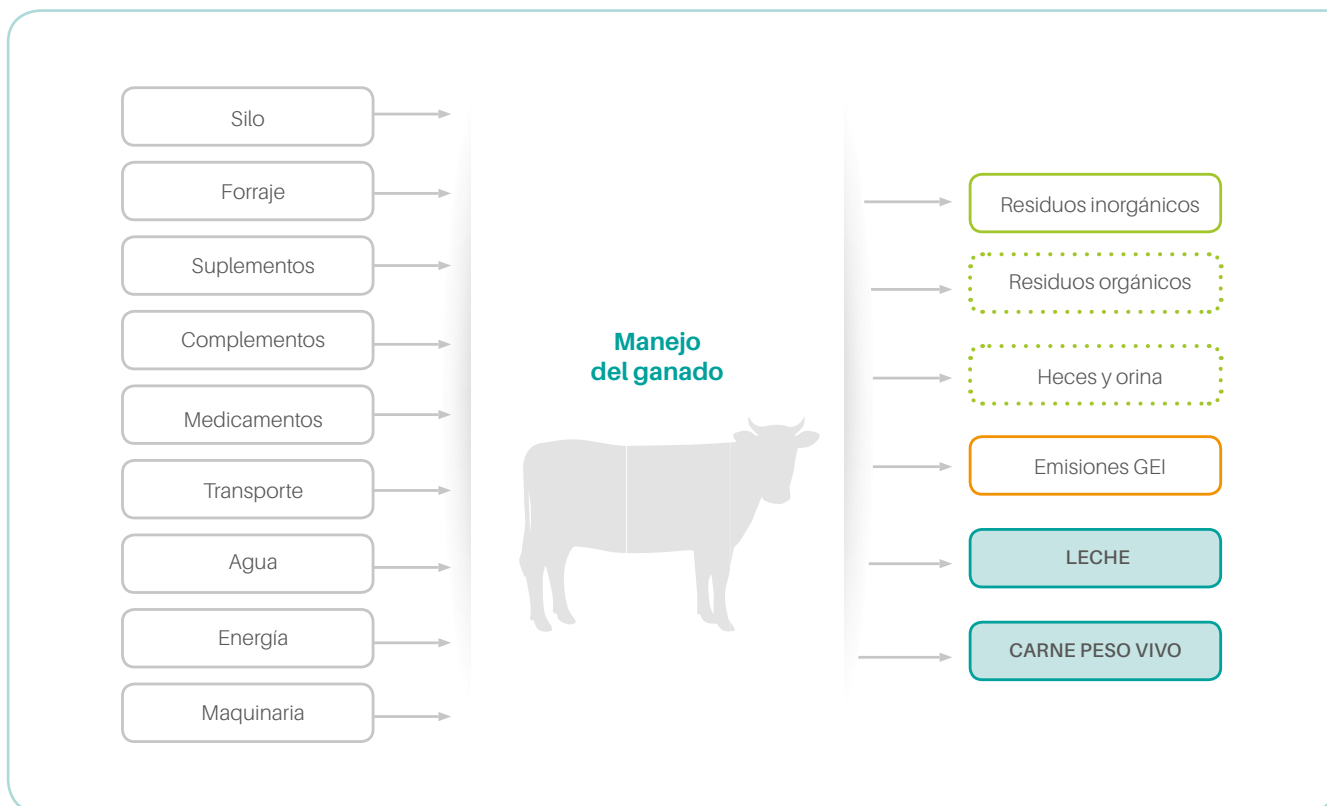 Silo
Forraje
Suplementos
Complementos
Medicamentos
Transporte
Agua
Energía
Maquinaria
Manejo
del ganado
Residuos inorgánicos
Residuos orgánicos
Heces y orina
Emisiones GEI
LECHE
CARNE PESO VIVO